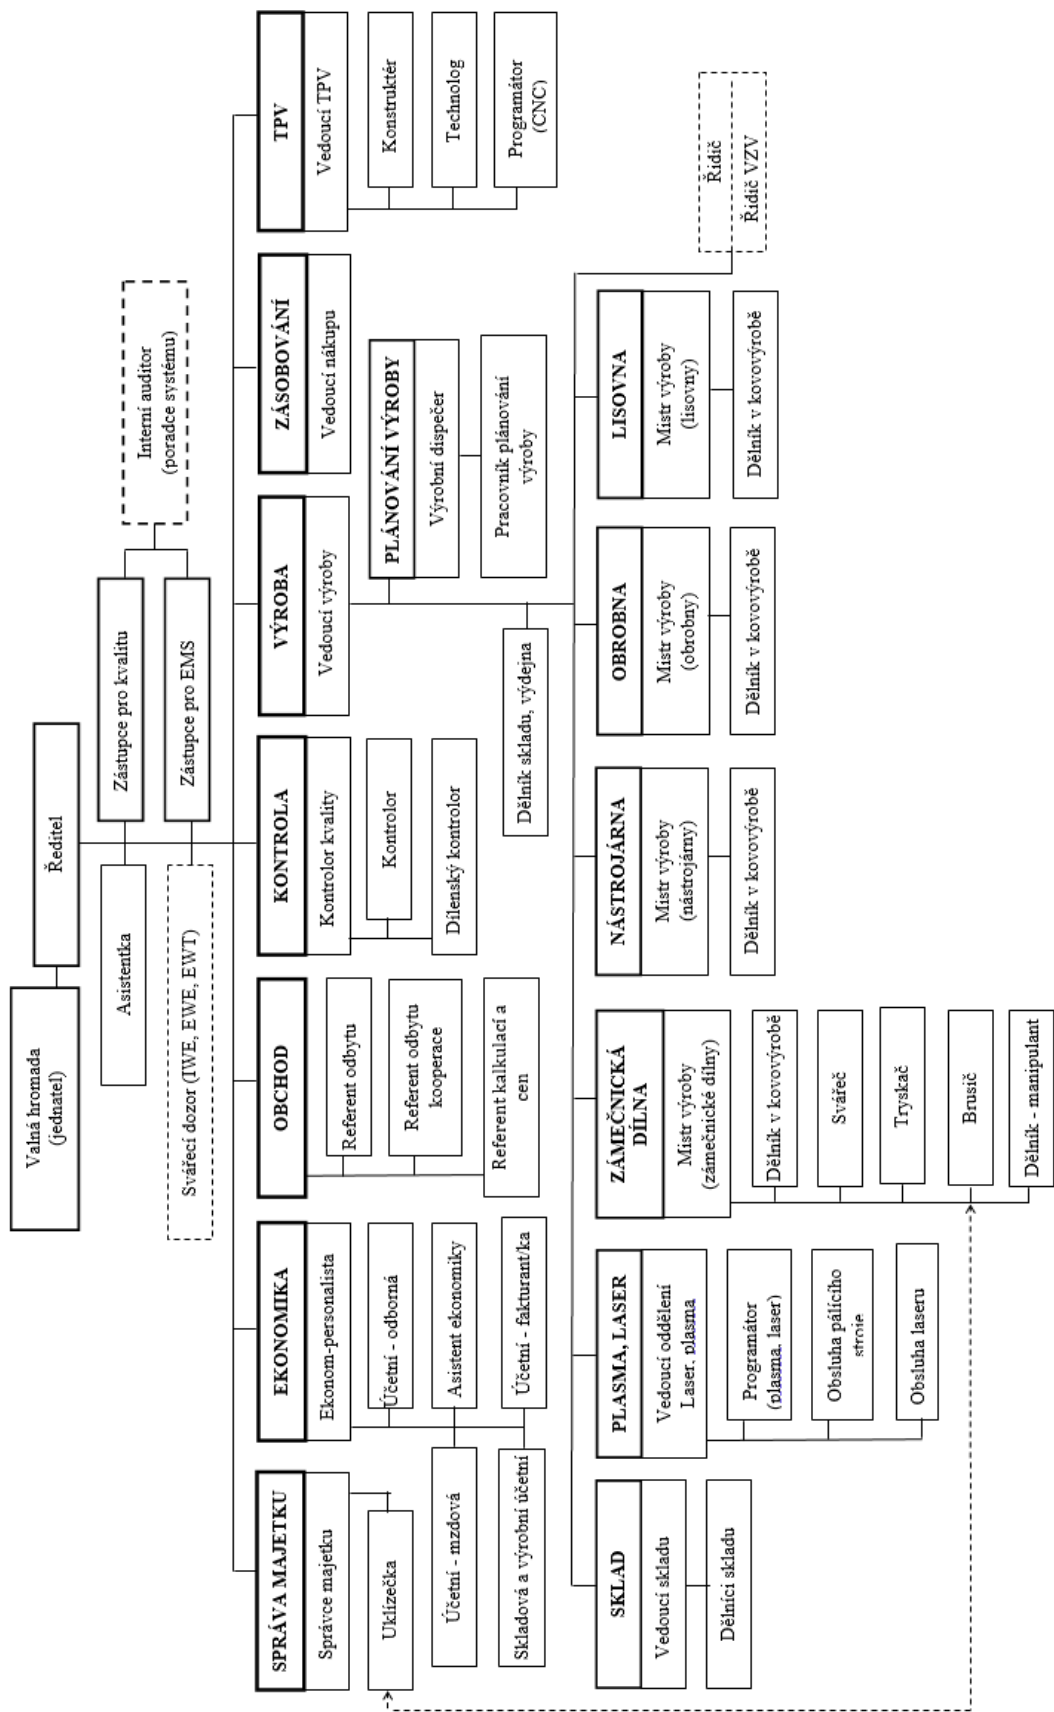 Valná hromada
(jednatel)
Ředitel
Asistentka
Zástupce pro kvalitu
Svářecí dozor (IWE, EWE, EWT)
Zástupce pro EMS
Interní auditor
(poradce systému)
SPRÁVA MAJETKU
Správce majetku
Uklízečka
EKONOMIKA
Ekonom-personalista
Účetní - odborná
Účetní - mzdová
Asistent ekonomiky
Skladová a výrobní účetní
Účetní - fakturant/ka
OBCHOD
Referent odbytu
Referent odbytu
kooperace
Referent kalkulací a
cen
KONTROLA
Kontrolor kvality
Kontrolor
Dílenský kontrolor
VÝROBA
Vedoucí výroby
PLÁNOVÁNÍ VÝROBY
Výrobní dispečer
Pracovník plánování
výroby
Dělník skladu, výdejna
ZÁSOBOVÁNÍ
Vedoucí nákupu
TPV
Vedoucí TPV
Konstruktér
Technolog
Programátor
(CNC)
SKLAD
Vedoucí skladu
Dělníci skladu
PLASMA, LASER
Vedoucí oddělení
Laser, plasma
Programátor
(plasma, laser)
Obsluha pálícího
stroje
Obsluha laseru
ZÁMEČNICKÁ
DÍLNA
Mistr výroby
(zámečnické dílny)
Dělník v kovovýrobě
Svářeč
Tryskač
Brusič
Dělník - manipulant
NÁSTROJÁRNA
Mistr výroby
(nástrojárny)
Dělník v kovovýrobě
OBROBNA
Mistr výroby
(obrobny)
Dělník v kovovýrobě
LISOVNA
Mistr výroby
(lisovny)
Dělník v kovovýrobě
Řidič
Řidič VZV